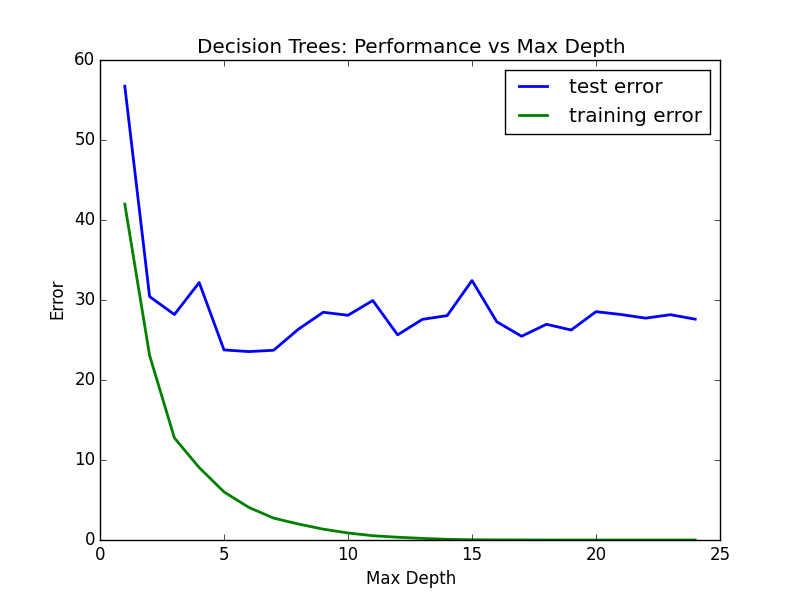 Decision Trees: Performance vs Max Depth
test error
training error
60
50
40
30
20
10
0
Error
0 5 10 15 20 25
Max Depth